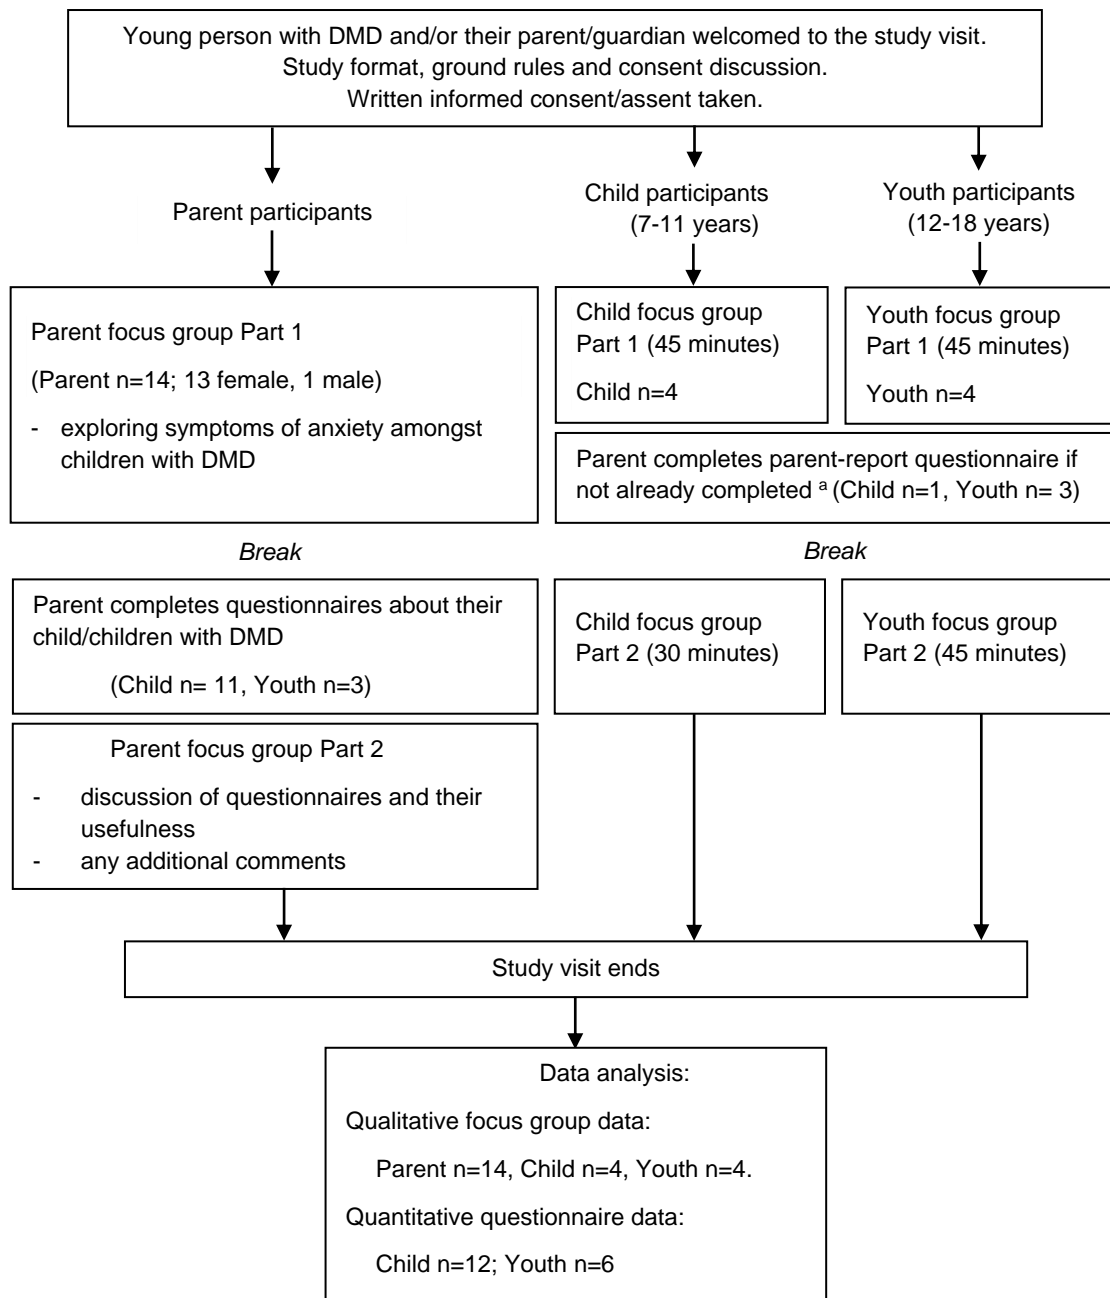 Young person with DMD and/or their parent/guardian welcomed to the study visit.
Study format, ground rules and consent discussion.
Written informed consent/assent taken.
Parent participants
Child participants
(7-11 years)
Youth participants
(12-18 years)
Parent focus group Part 1
(Parent n=14; 13 female, 1 male)
- exploring symptoms of anxiety amongst
children with DMD
Child focus group
Part 1 (45 minutes)
Child n=4
Youth focus group
Part 1 (45 minutes)
Youth n=4
Parent completes parent-report questionnaire if
not already completed a (Child n=1, Youth n= 3)
Break
Break
Parent completes questionnaires about their
child/children with DMD
(Child n= 11, Youth n=3)
Child focus group
Part 2 (30 minutes)
Youth focus group
Part 2 (45 minutes)
Parent focus group Part 2
- discussion of questionnaires and their
usefulness
- any additional comments
Study visit ends
Data analysis:
Qualitative focus group data:
Parent n=14, Child n=4, Youth n=4.
Quantitative questionnaire data:
Child n=12; Youth n=6